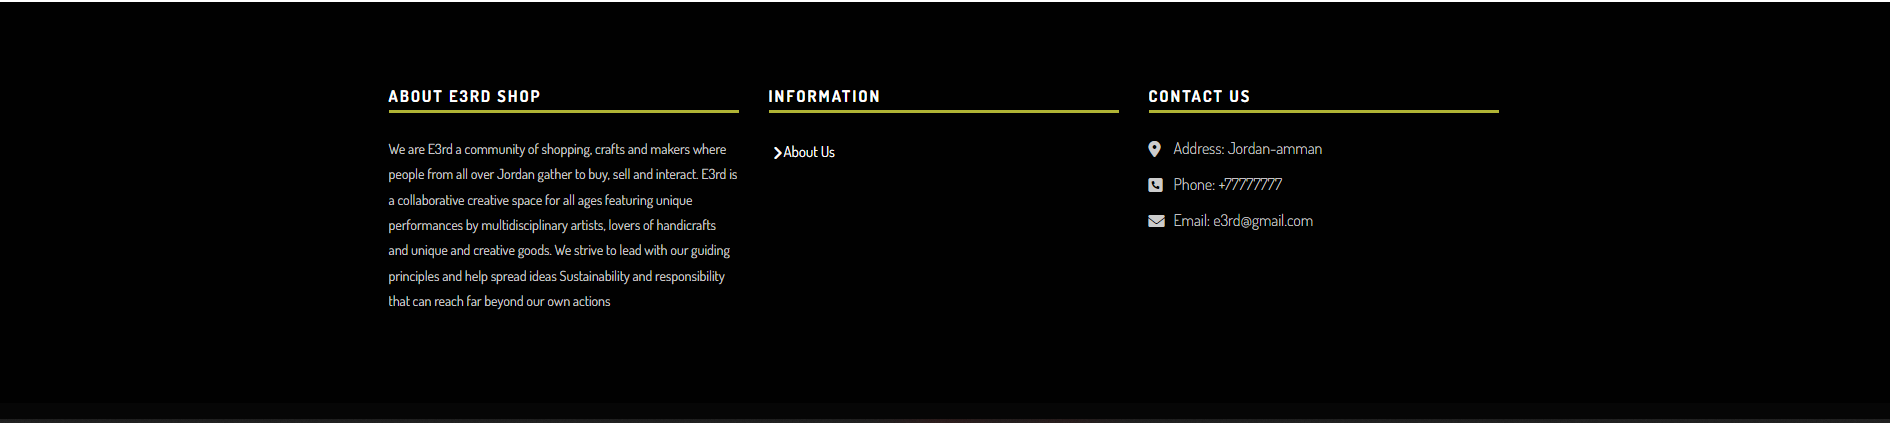 ABOUT E3RD SHOP
We are E3rd a community of shopping, crafts and makers where
people from all over Jordan gather to buy, sell and interact. E3rd is
a collaborative creative space for all ages featuring unique
performances by multidisciplinary artists, lovers of handicrafts
and unique and creative goods. We strive to lead with our guiding
principles and help spread ideas Sustainability and responsibility
that can reach far beyond our own actions
INFORMATION
About Us
CONTACT US
Address: Jordan-amman
Phone: +77777777
Email: e3rd@gmail.com